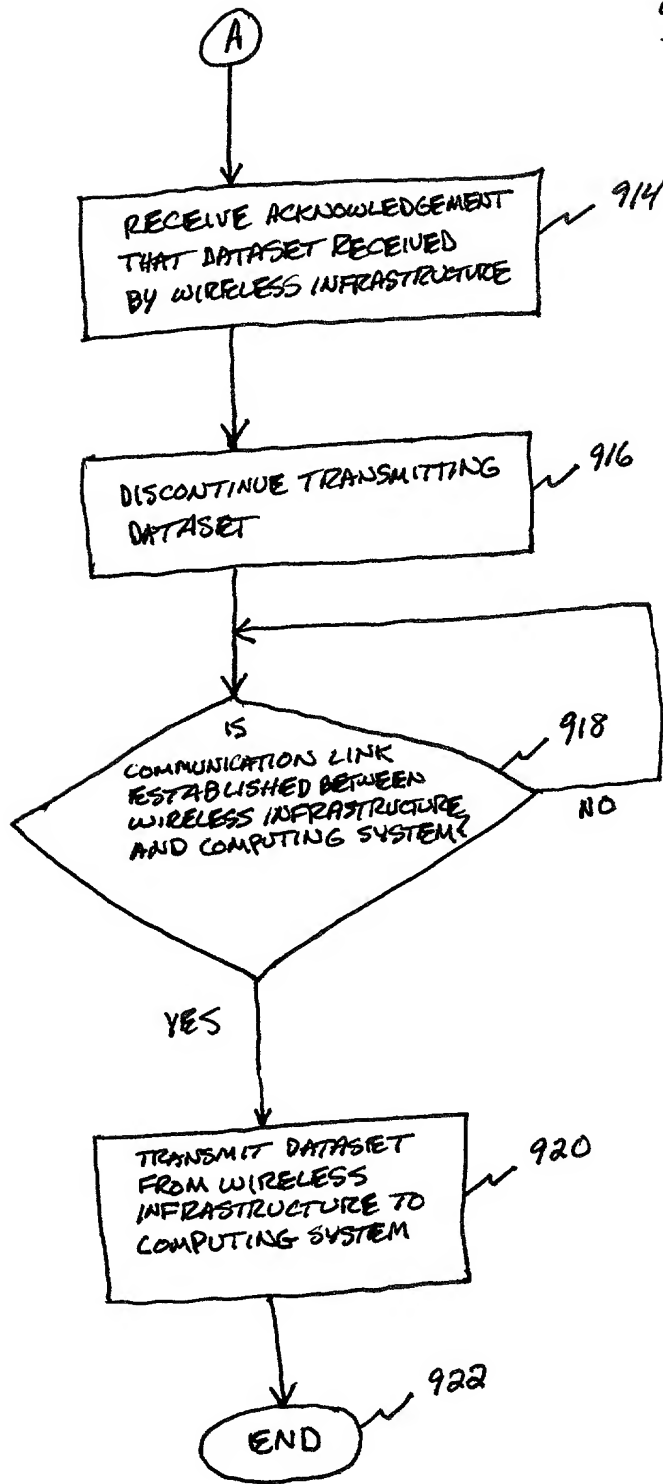 A
RECEIVE ACKNOWLEDGEMENT
THAT DATASET RECEIVED
BY WIRELESS INFRASTRUCTURE
914
DISCONTINUE TRANSMITTING
DATASET
916
IS
COMMUNICATION LINK
ESTABLISHED BETWEEN
WIRELESS INFRASTRUCTURE
AND COMPUTING SYSTEM?
918
NO
YES
TRANSMIT DATASET
FROM WIRELESS
INFRASTRUCTURE TO
COMPUTING SYSTEM
920
END
922